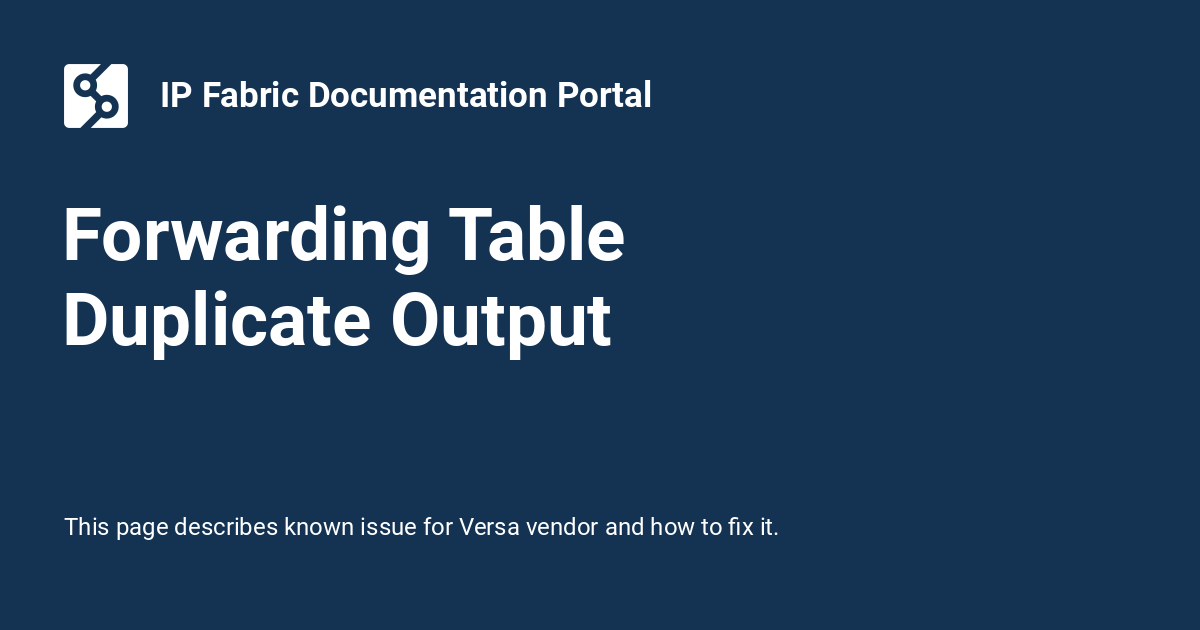 IP Fabric Documentation Portal
Forwarding Table
Duplicate Output
This page describes known issue for Versa vendor and how to fix it.